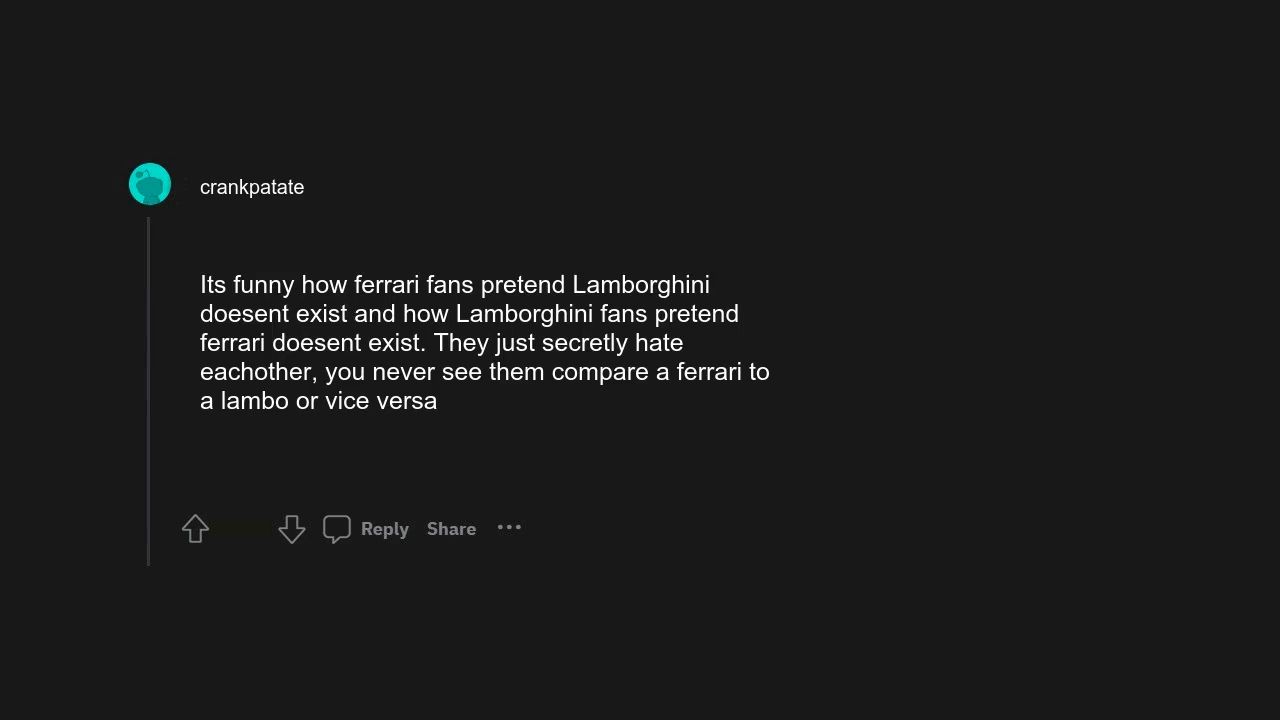 crankpatate
Its funny how ferrari fans pretend Lamborghini
doesent exist and how Lamborghini fans pretend
ferrari doesent exist. They just secretly hate
eachother, you never see them compare a ferrari to
a lambo or vice versa
Reply Share